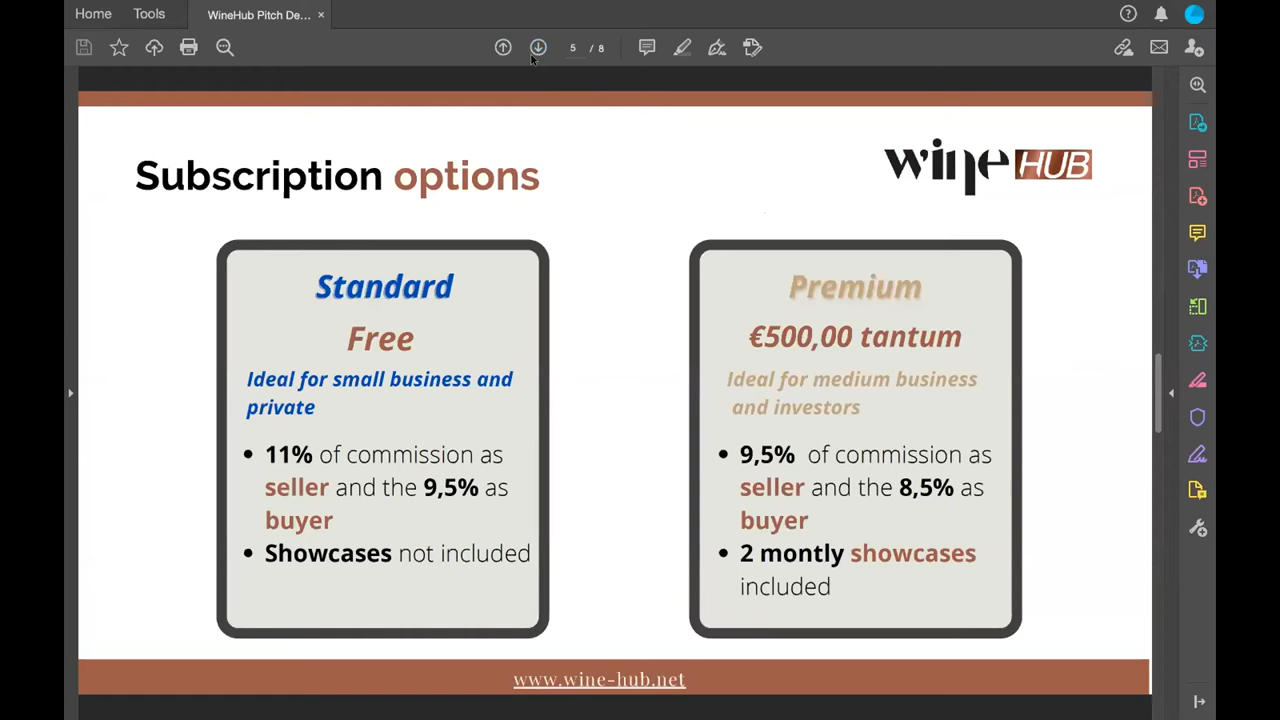 Home Tools WineHub Pitch De... ×
5 / 8
Subscription options
wine HUB
Standard
Free
Ideal for small business and
private
• 11% of commission as
seller and the 9,5% as
buyer
• Showcases not included
Premium
€500,00 tantum
Ideal for medium business
and investors
• 9,5% of commission as
seller and the 8,5% as
buyer
• 2 montly showcases
included
www.wine-hub.net